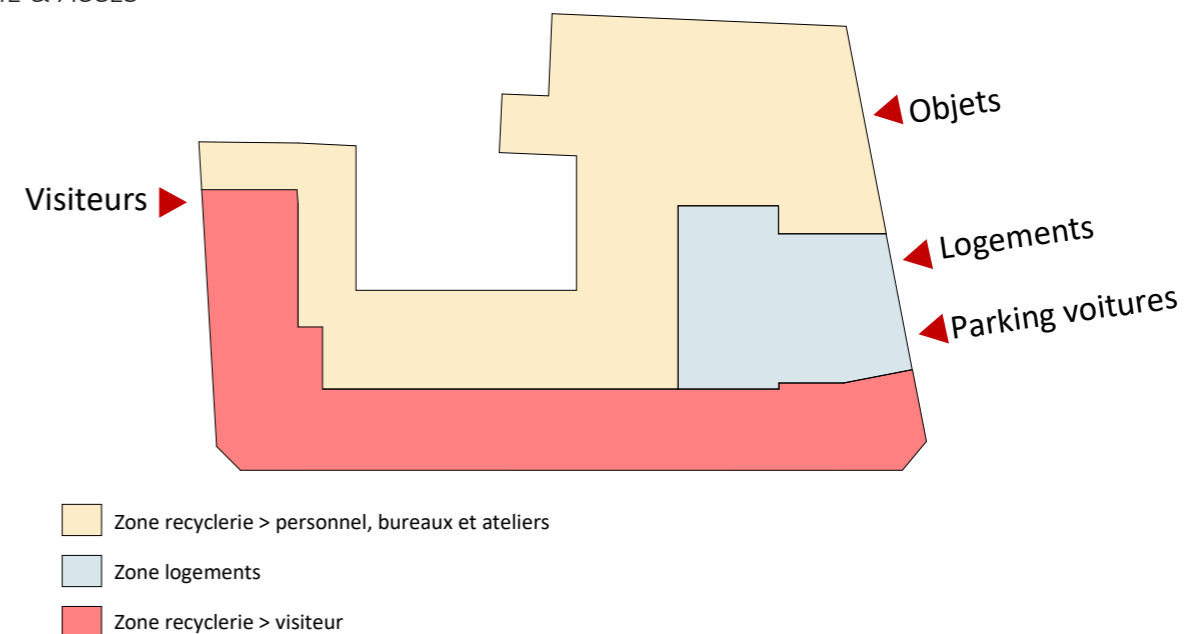 Objets
Visiteurs
Logements
Parking voitures
Zone recyclerie > personnel, bureaux et ateliers
Zone logements
Zone recyclerie > visiteur